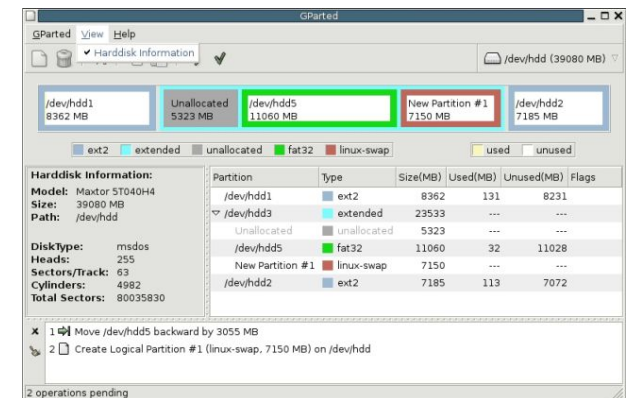 GParted
GParted View Help
Harddisk Information
/dev/hdd (39080 MB)
/dev/hdd1
8362 MB
Unallocated
5323 MB
/dev/hdd5
11060 MB
New Partition #1
7150 MB
/dev/hdd2
7185 MB
ext2 extended unallocated fat32 linux-swap used unused
Harddisk Information:
Model: Maxtor 5T040H4
Size: 39080 MB
Path: /dev/hdd
DiskType: msdos
Heads: 255
Sectors/Track: 63
Cylinders: 4982
Total Sectors: 80035830
Partition Type Size(MB) Used(MB) Unused(MB) Flags
/dev/hdd1 ext2 8362 131 8231
/dev/hdd3 extended 23533 --- ---
Unallocated unallocated 5323 --- ---
/dev/hdd5 fat32 11060 32 11028
New Partition #1 linux-swap 7150 --- ---
/dev/hdd2 ext2 7185 113 7072
1 Move /dev/hdd5 backward by 3055 MB
2 Create Logical Partition #1 (linux-swap, 7150 MB) on /dev/hdd
2 operations pending